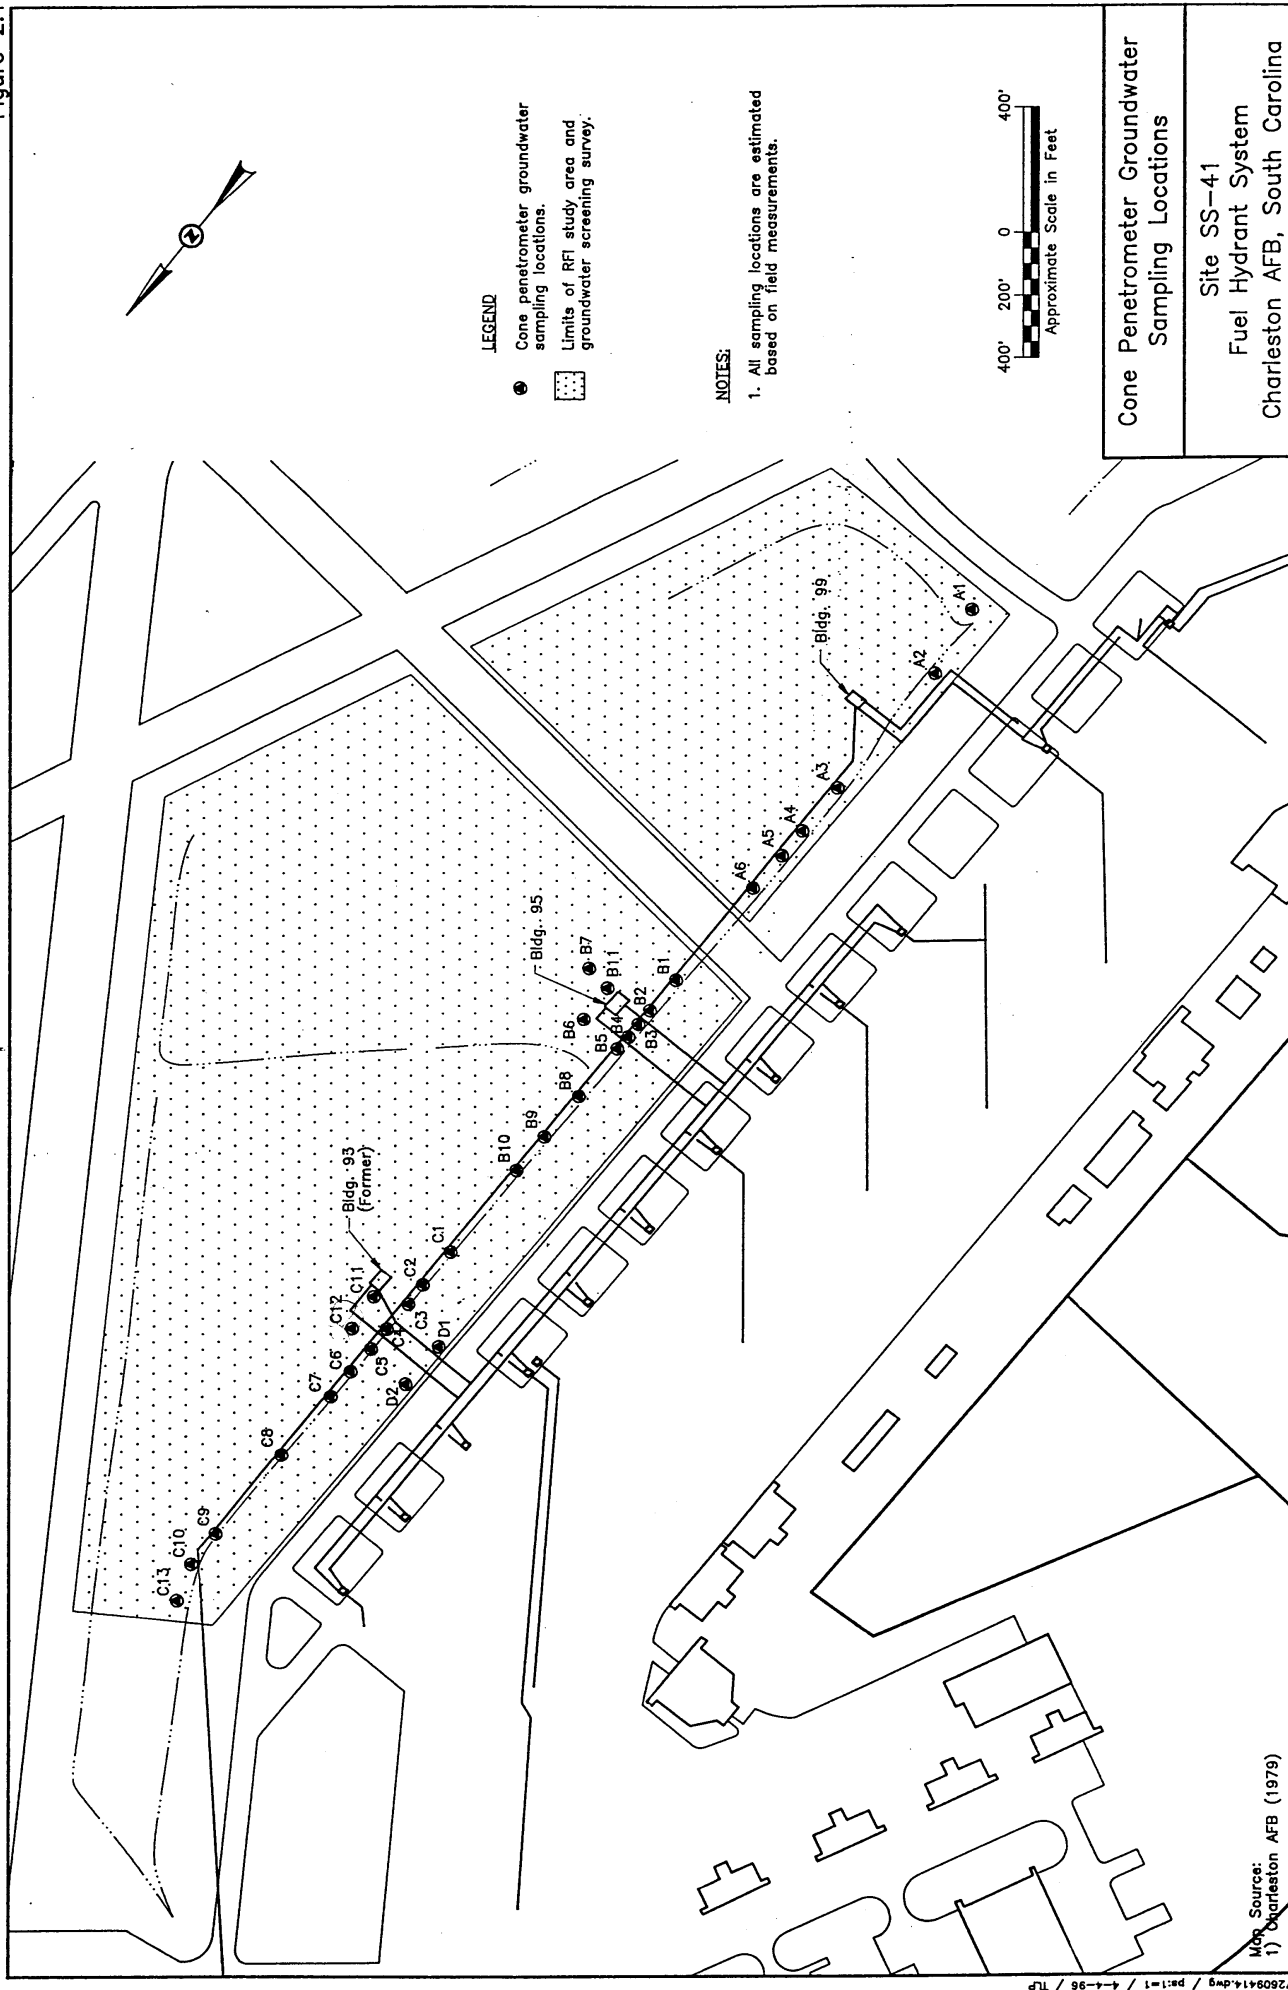 C13
C10
C9
C8
C7
C6
C5
C12
C11
C4
C3
C2
C1
D2
D1
Bldg. 93
(Former)
B10
B9
B8
B6
B5
B4
B3
B2
B1
B11
B7
Bldg. 95
A6
A5
A4
A3
A2
A1
Bldg. 99
N
LEGEND
Cone penetrometer groundwater
sampling locations.
Limits of RFI study area and
groundwater screening survey.
NOTES:
1. All sampling locations are estimated
based on field measurements.
400' 200' 0 400'
Approximate Scale in Feet
Cone Penetrometer Groundwater
Sampling Locations
Site SS-41
Fuel Hydrant System
Charleston AFB, South Carolina
Map Source:
1) Charleston AFB (1979)
ps:1=1 / 4-4-96 / TLP